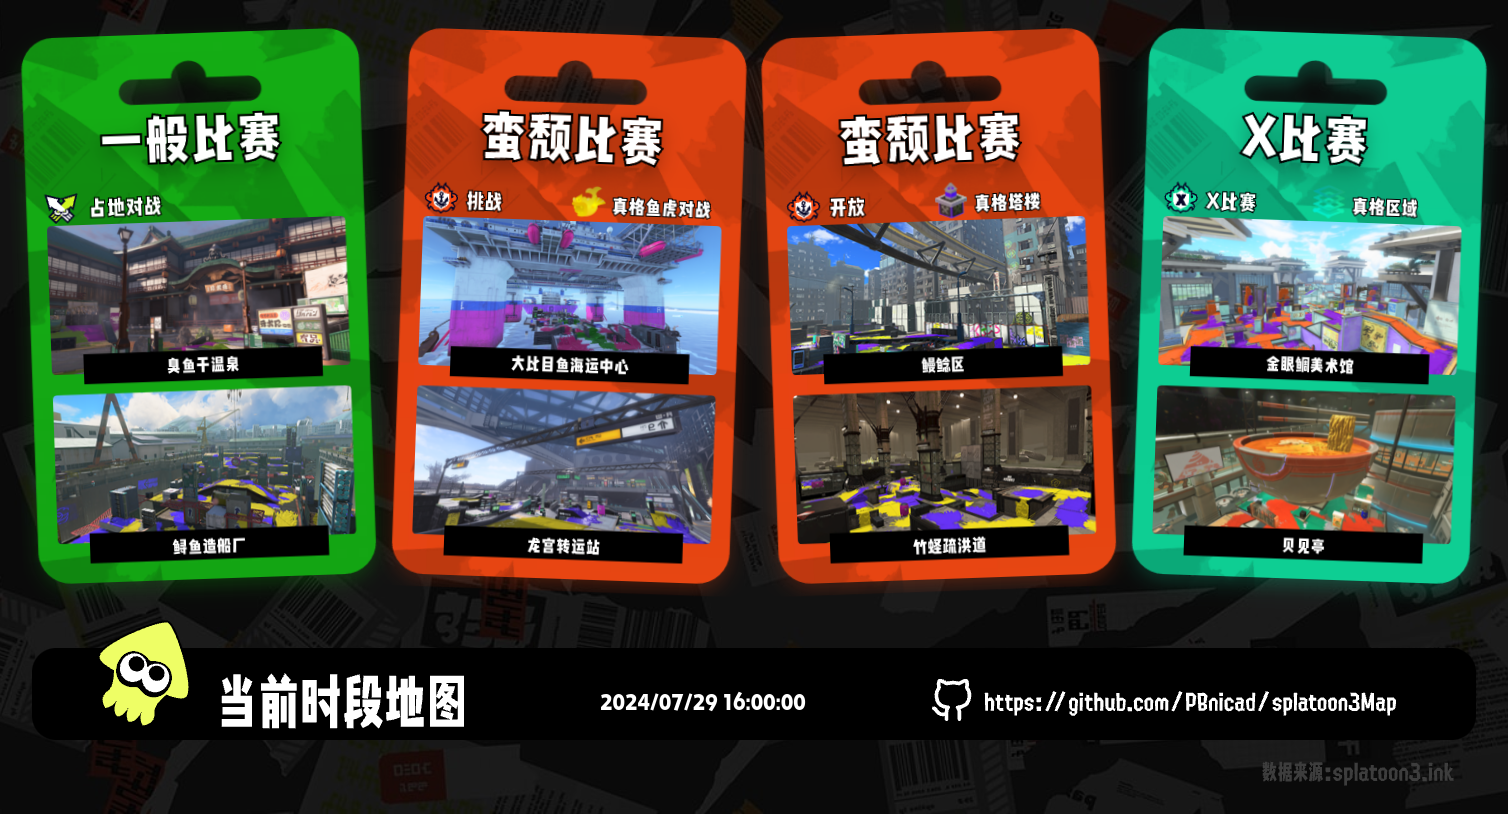 一般比赛
占地对战
臭鱼干温泉
鲟鱼造船厂
蛮颓比赛
挑战
真格鱼虎对战
大比目鱼海运中心
龙宫转运站
蛮颓比赛
开放
真格塔楼
鳗鲶区
竹蛏疏洪道
X比赛
X比赛
真格区域
金眼鲷美术馆
贝见亭
当前时段地图
2024/07/29 16:00:00
https://github.com/PBnicad/splatoon3Map
数据来源:splatoon3.ink